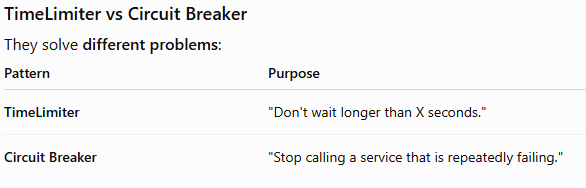 TimeLimiter vs Circuit Breaker
They solve different problems:
Pattern Purpose
TimeLimiter "Don't wait longer than X seconds."
Circuit Breaker "Stop calling a service that is repeatedly failing."